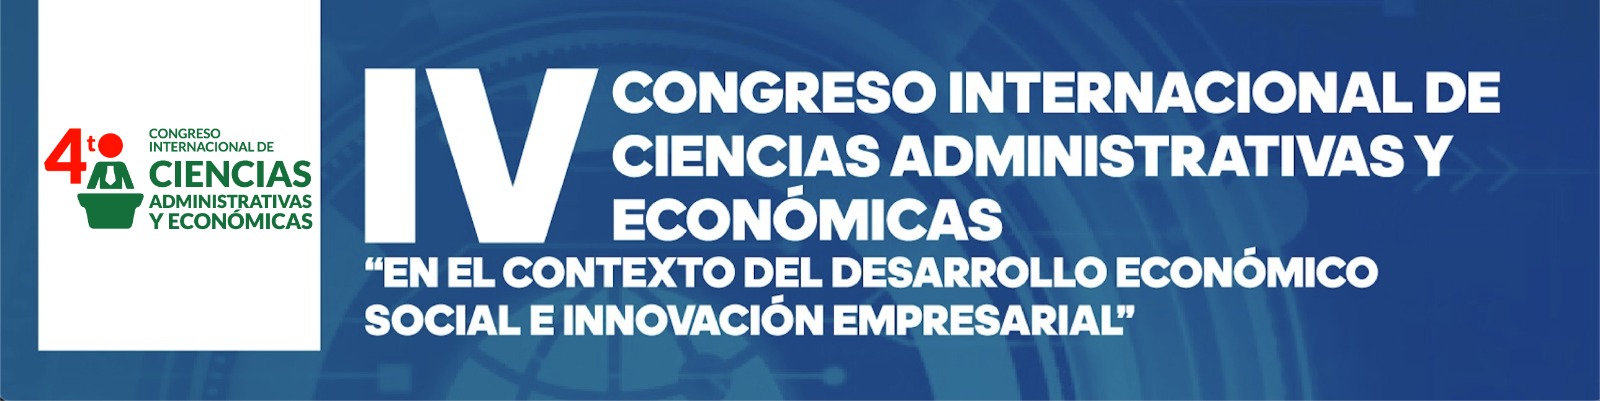 4to
CONGRESO
INTERNACIONAL DE
CIENCIAS
ADMINISTRATIVAS
Y ECONÓMICAS
IV
CONGRESO INTERNACIONAL DE
CIENCIAS ADMINISTRATIVAS Y
ECONÓMICAS
“EN EL CONTEXTO DEL DESARROLLO ECONÓMICO
SOCIAL E INNOVACIÓN EMPRESARIAL”